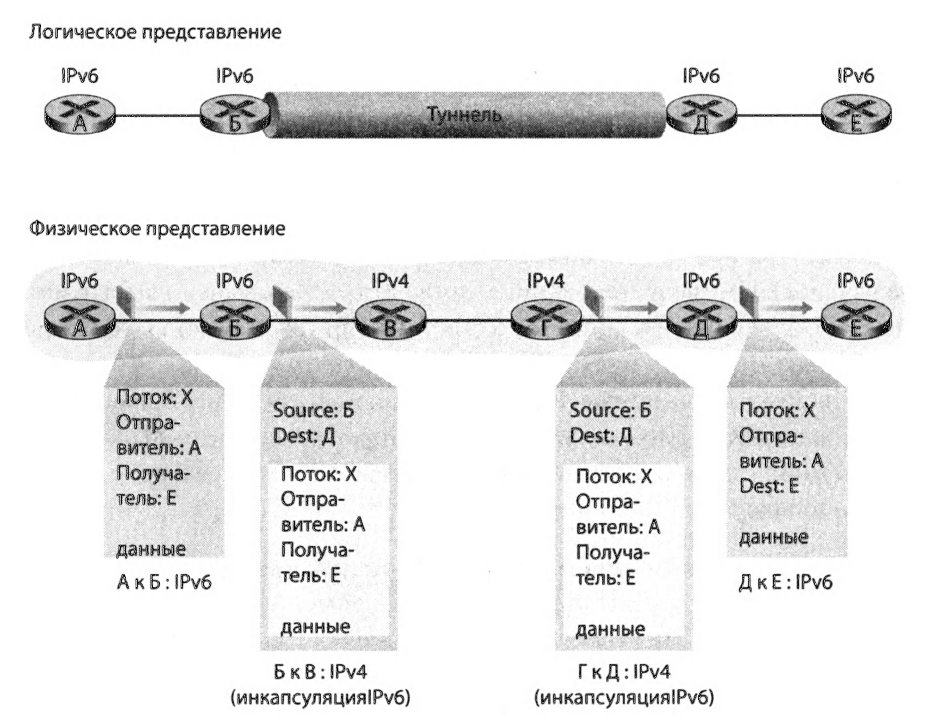 Логическое представление
IPv6 IPv6 IPv6 IPv6
А Б Туннель Д Е
Физическое представление
IPv6 IPv6 IPv4 IPv4 IPv6 IPv6
А Б В Г Д Е
Поток: X
Отпра-
витель: А
Получа-
тель: Е
данные
А к Б : IPv6
Source: Б
Dest: Д
Поток: X
Отпра-
витель: А
Получа-
тель: Е
данные
Б к В : IPv4
(инкапсуляцияIPv6)
Source: Б
Dest: Д
Поток: X
Отпра-
витель: А
Получа-
тель: Е
данные
Г к Д : IPv4
(инкапсуляцияIPv6)
Поток: X
Отпра-
витель: А
Dest: Е
данные
Д к Е : IPv6